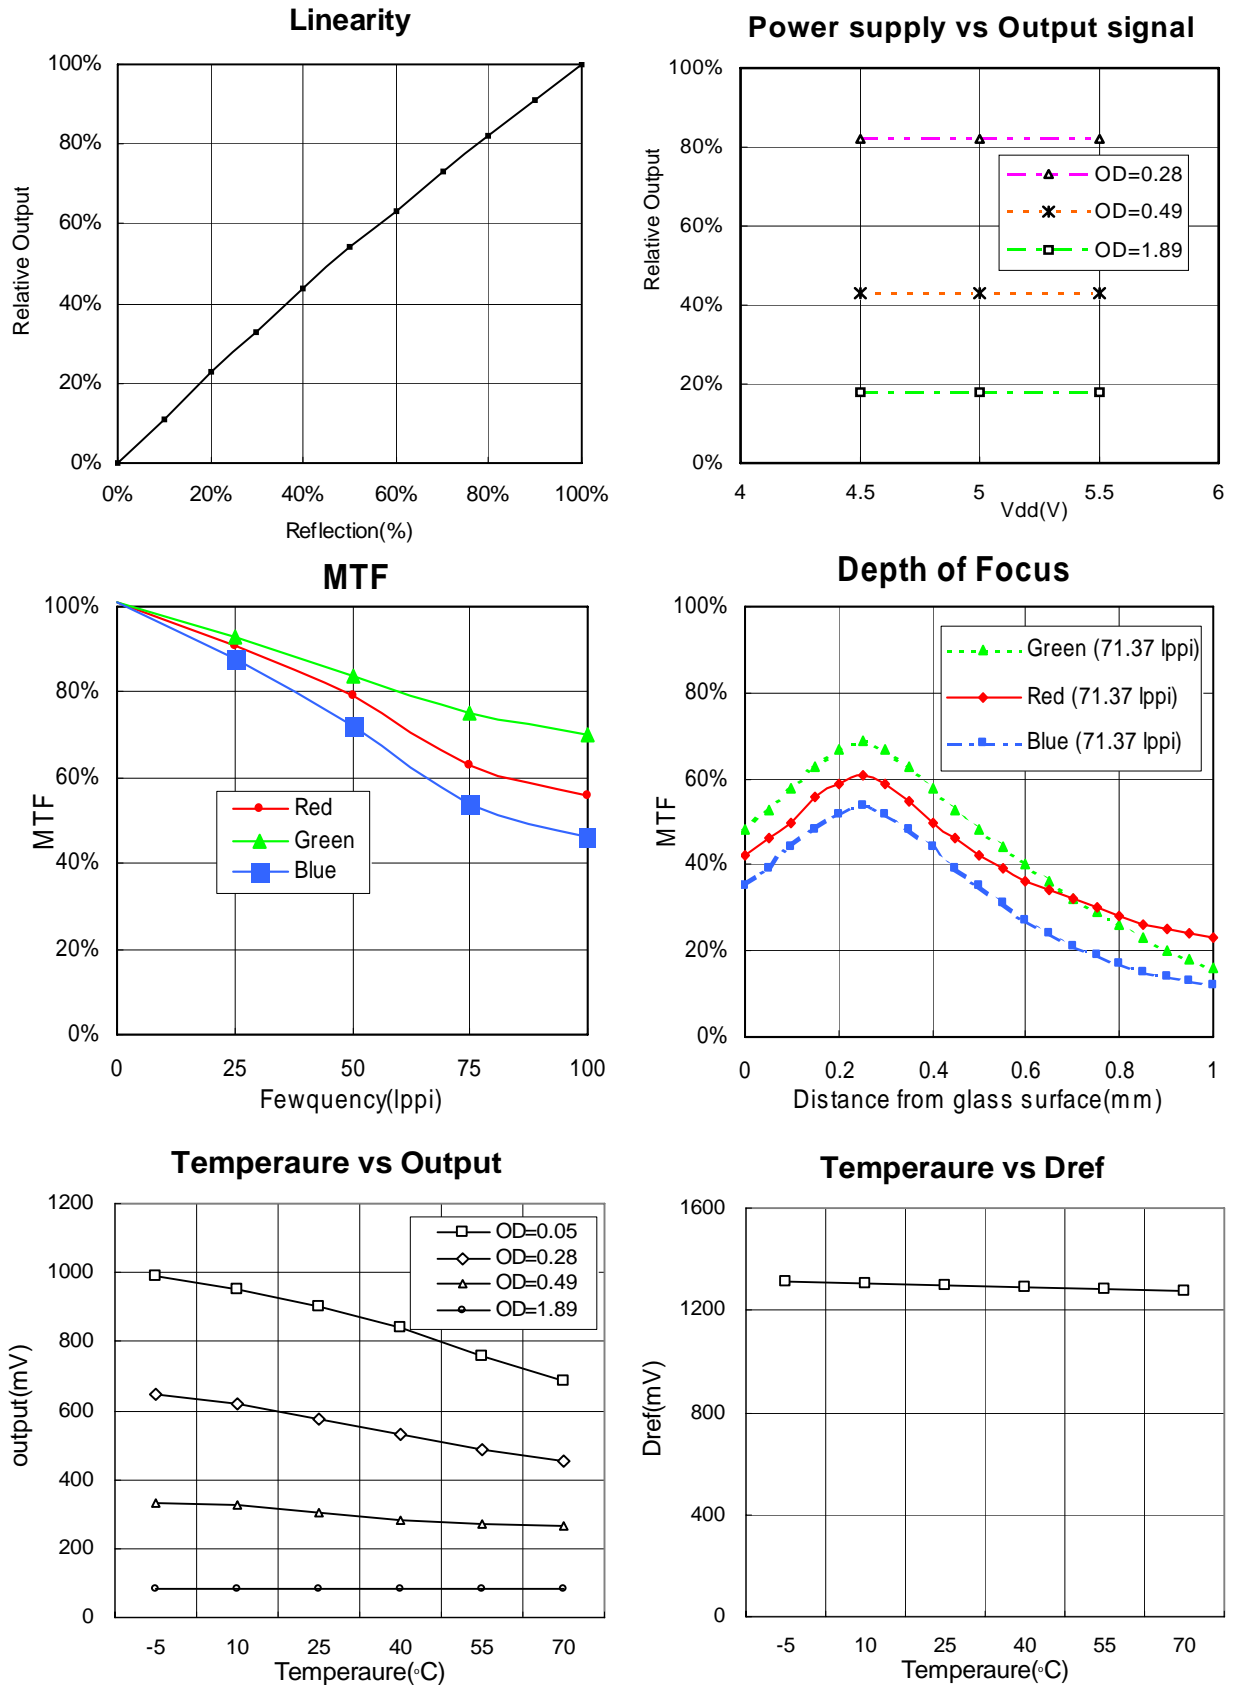 Linearity
100%
80%
60%
40%
20%
0%
Relative Output
0% 20% 40% 60% 80% 100%
Reflection(%)
Power supply vs Output signal
100%
80%
60%
40%
20%
0%
Relative Output
OD=0.28
OD=0.49
OD=1.89
4 4.5 5 5.5 6
Vdd(V)
MTF
100%
80%
60%
40%
20%
0%
MTF
Red
Green
Blue
0 25 50 75 100
Fewquency(lppi)
Depth of Focus
100%
80%
60%
40%
20%
0%
MTF
Green (71.37 lppi)
Red (71.37 lppi)
Blue (71.37 lppi)
0 0.2 0.4 0.6 0.8 1
Distance from glass surface(mm)
Temperaure vs Output
1200
1000
800
600
400
200
0
output(mV)
OD=0.05
OD=0.28
OD=0.49
OD=1.89
-5 10 25 40 55 70
Temperaure(°C)
Temperaure vs Dref
1600
1200
800
400
0
Dref(mV)
-5 10 25 40 55 70
Temperaure(°C)